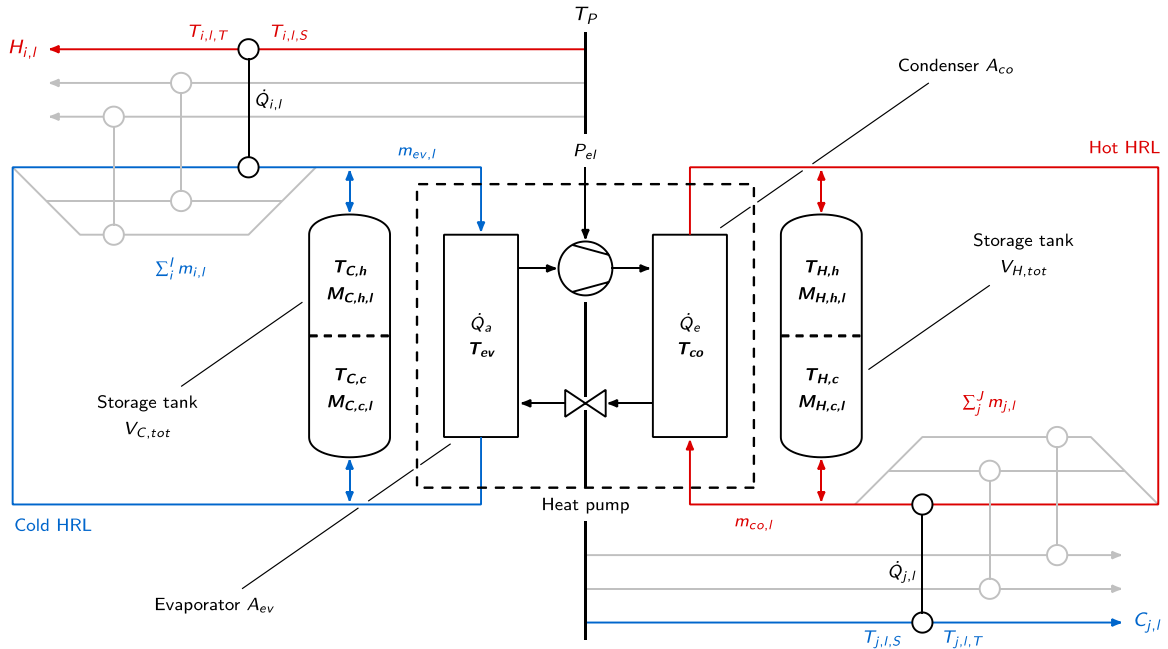 T_P
T_{i,l,T}
T_{i,l,S}
H_{i,l}
Condenser A_{co}
Q̇_{i,l}
m_{ev,l}
P_{el}
Hot HRL
Storage tank
V_{H,tot}
∑_i^I m_{i,l}
T_{C,h}
M_{C,h,l}
T_{H,h}
M_{H,h,l}
Q̇_a
T_{ev}
Q̇_e
T_{co}
T_{C,c}
M_{C,c,l}
T_{H,c}
M_{H,c,l}
Storage tank
V_{C,tot}
∑_j^J m_{j,l}
Heat pump
Cold HRL
m_{co,l}
Q̇_{j,l}
Evaporator A_{ev}
C_{j,l}
T_{j,l,S}
T_{j,l,T}